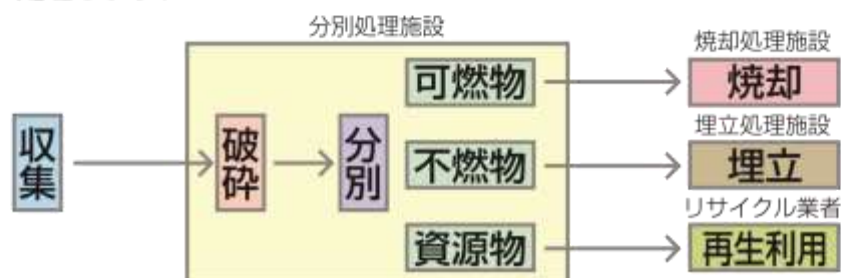 分別処理施設
収集
破砕
分別
可燃物
不燃物
資源物
焼却処理施設
焼却
埋立処理施設
埋立
リサイクル業者
再生利用